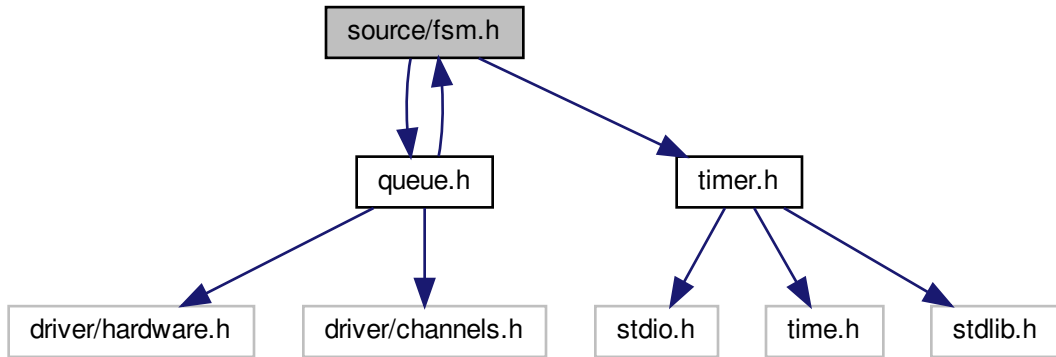 source/fsm.h
queue.h
timer.h
driver/hardware.h
driver/channels.h
stdio.h
time.h
stdlib.h